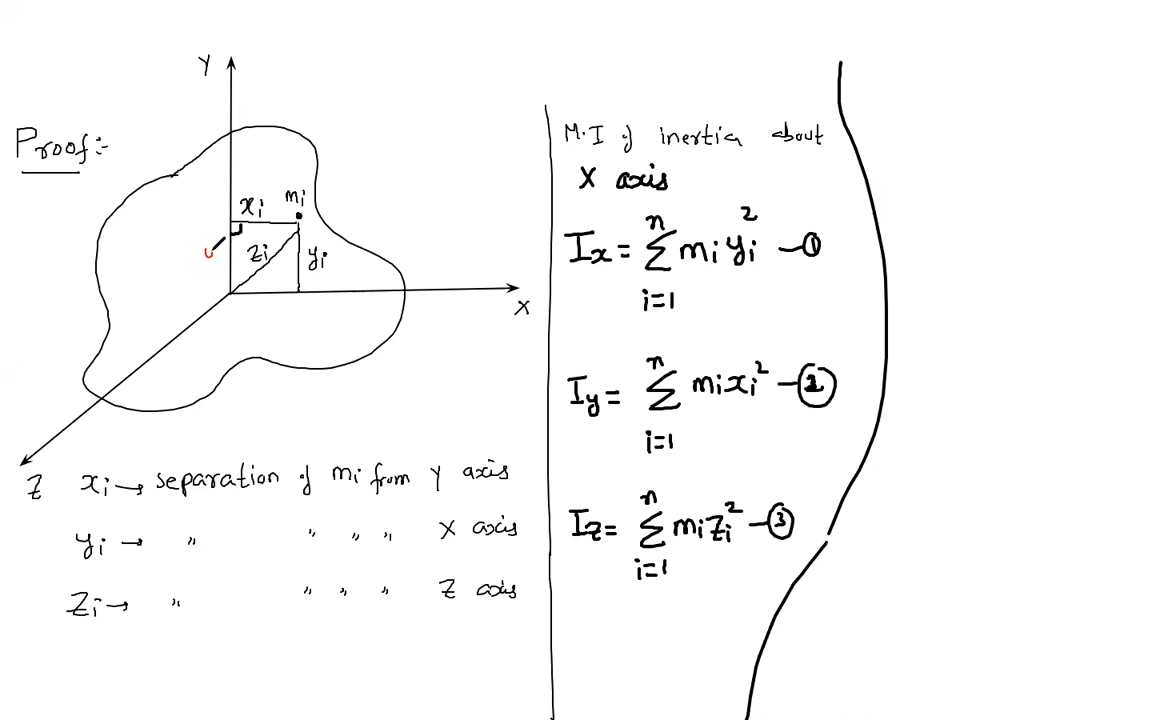 Y
Proof:-
xi
mi
zi
yi
X
Z
xi → separation of mi from Y axis
yi → " " " " X axis
zi → " " " " Z axis
M.I of inertia about
X axis
Ix = n∑i=1 mi yi² — ①
Iy = n∑i=1 mi xi² — ②
Iz = n∑i=1 mi zi² — ③